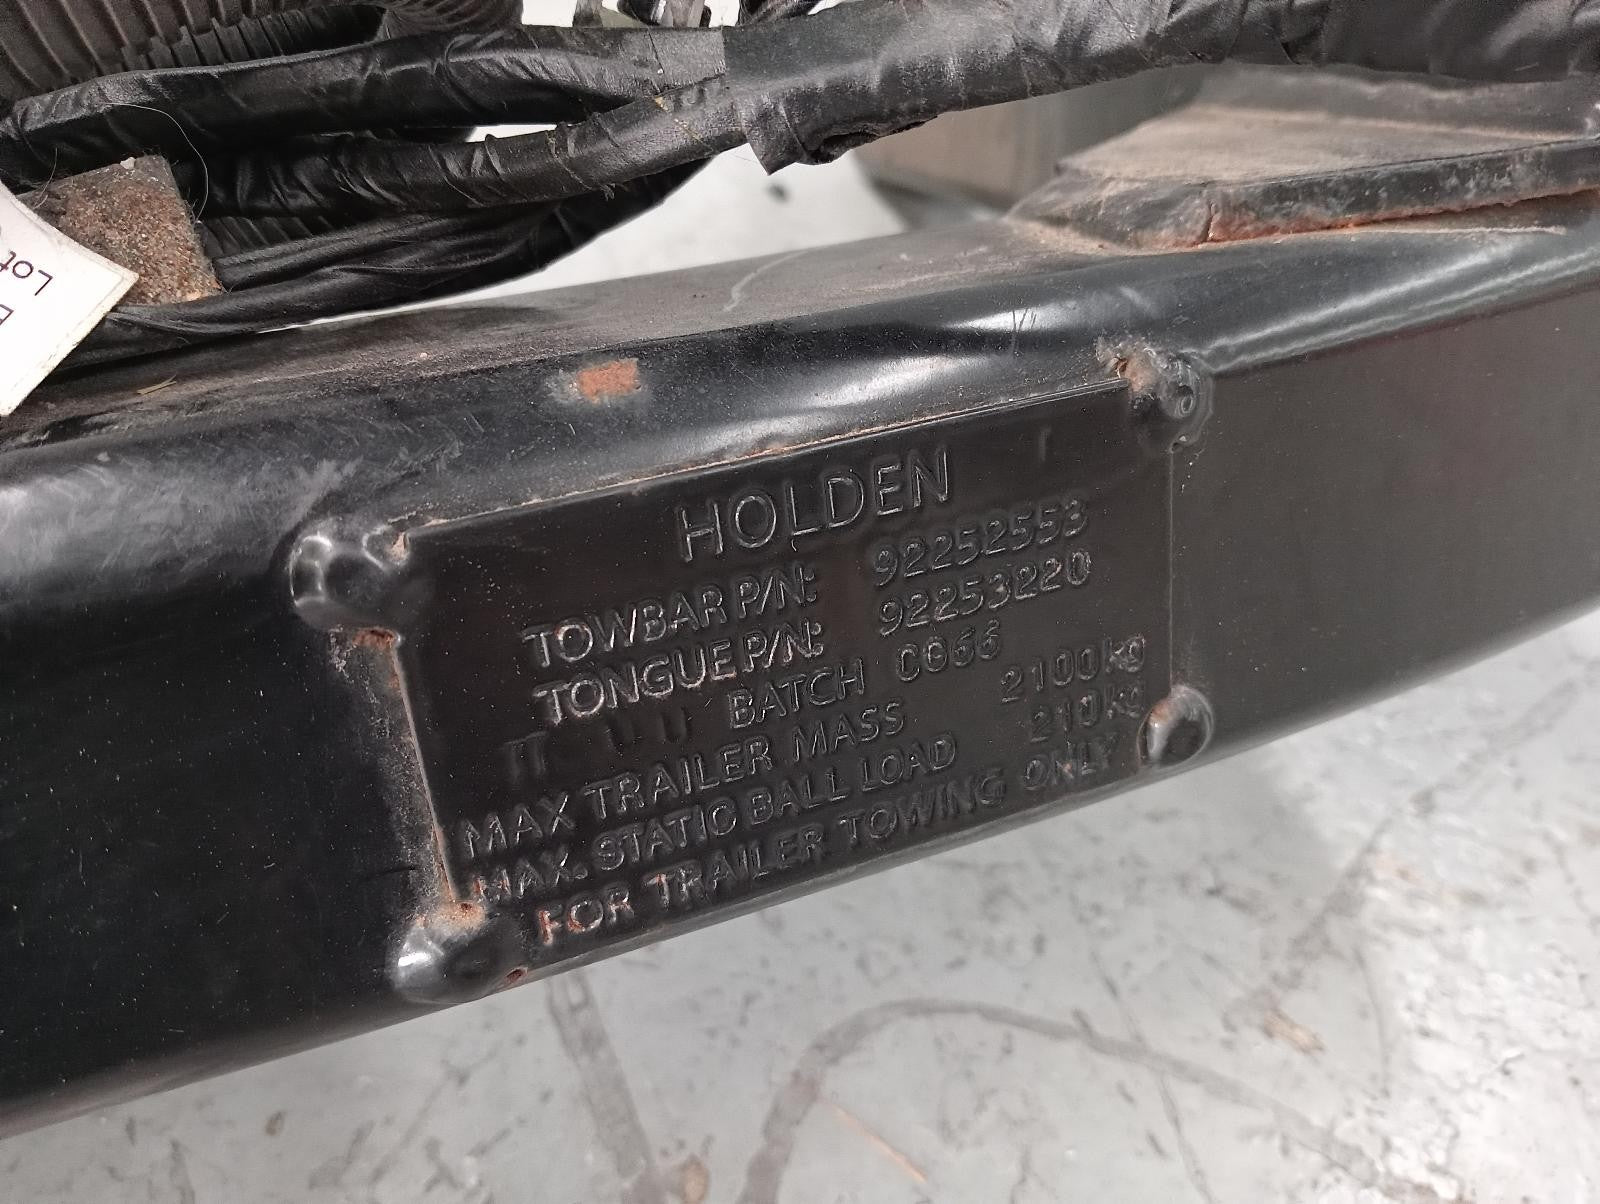 HOLDEN
TOWBAR P/N: 92252553
TONGUE P/N: 92253220
BATCH C066
MAX TRAILER MASS 2100kg
MAX. STATIC BALL LOAD 210kg
FOR TRAILER TOWING ONLY
Lot